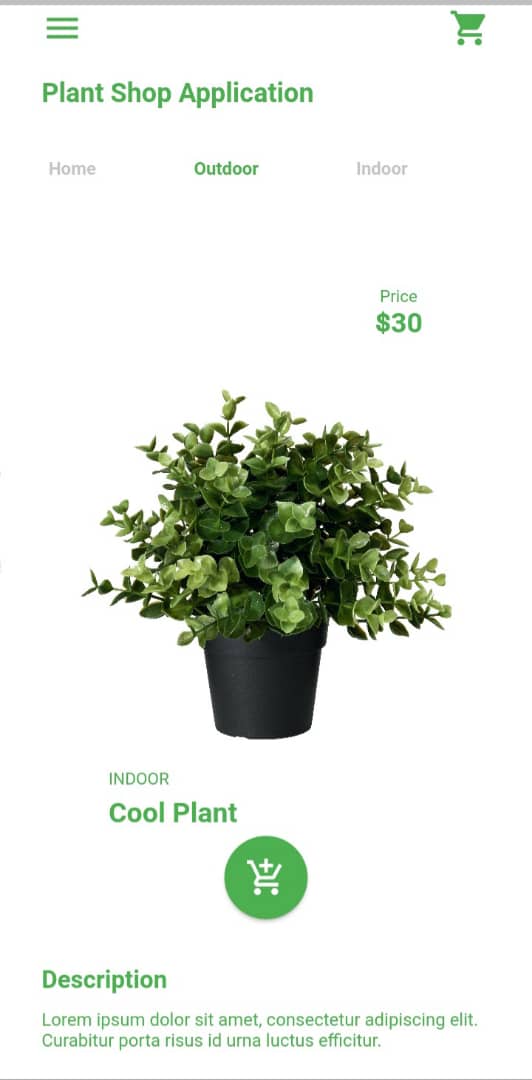 Plant Shop Application
Home Outdoor Indoor
Price
$30
INDOOR
Cool Plant
Description
Lorem ipsum dolor sit amet, consectetur adipiscing elit.
Curabitur porta risus id urna luctus efficitur.